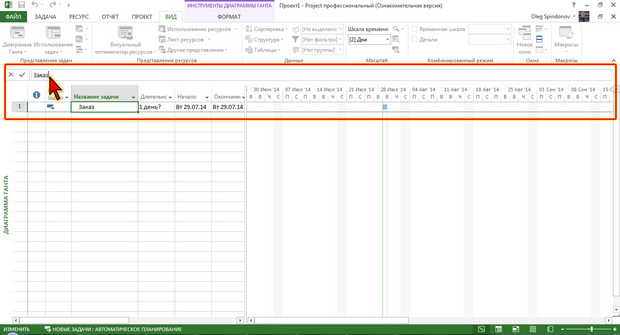 ИНСТРУМЕНТЫ ДИАГРАММЫ ГАНТА
Проект1 - Project профессиональный (Ознакомительная версия)
ФАЙЛ ЗАДАЧА РЕСУРС ОТЧЕТ ПРОЕКТ ВИД ФОРМАТ
Oleg Spiridonov
Диаграмма Ганта
Использование задач
Визуальный оптимизатор ресурсов
Использование ресурсов
Лист ресурсов
Другие представления
Сортировка
Структура
Таблицы
[Не выделено]
[Нет фильтра]
[Нет группы]
Шкала времени:
[2] Дни
Временная шкала
Детали
Новое окно
Макросы
Представления задач Представления ресурсов Данные Масштаб Комбинированный режим Окно Макросы
Заказ
Название задачи Длительнс Начало Окончани
30 Июн '14 07 Июл '14 14 Июл '14 21 Июл '14 28 Июл '14 04 Авг '14 11 Авг '14 18 Авг '14 25 Авг '14 01 Сен '14 08 Сен '14 15 С
1 Заказ 1 день? Вт 29.07.14 Вт 29.07.14
ДИАГРАММА ГАНТА
ИЗМЕНИТЬ НОВЫЕ ЗАДАЧИ : АВТОМАТИЧЕСКОЕ ПЛАНИРОВАНИЕ